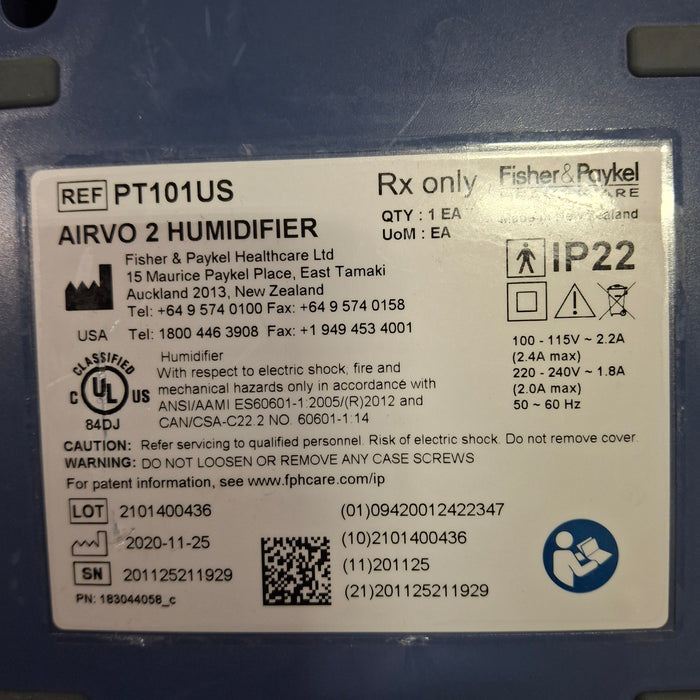 REF PT101US
Rx only
Fisher&Paykel
HEALTHCARE
QTY : 1 EA
UoM : EA
Made in New Zealand
AIRVO 2 HUMIDIFIER
IP22
Fisher & Paykel Healthcare Ltd
15 Maurice Paykel Place, East Tamaki
Auckland 2013, New Zealand
Tel: +64 9 574 0100 Fax: +64 9 574 0158
USA Tel: 1800 446 3908 Fax: +1 949 453 4001
100 - 115V ~ 2.2A
(2.4A max)
220 - 240V ~ 1.8A
(2.0A max)
50 ~ 60 Hz
CLASSIFIED
C UL US
84DJ
Humidifier
With respect to electric shock, fire and
mechanical hazards only in accordance with
ANSI/AAMI ES60601-1:2005/(R)2012 and
CAN/CSA-C22.2 NO. 60601-1:14
CAUTION: Refer servicing to qualified personnel. Risk of electric shock. Do not remove cover.
WARNING: DO NOT LOOSEN OR REMOVE ANY CASE SCREWS
For patent information, see www.fphcare.com/ip
LOT 2101400436
2020-11-25
SN 201125211929
PN: 183044058_c
(01)09420012422347
(10)2101400436
(11)201125
(21)201125211929